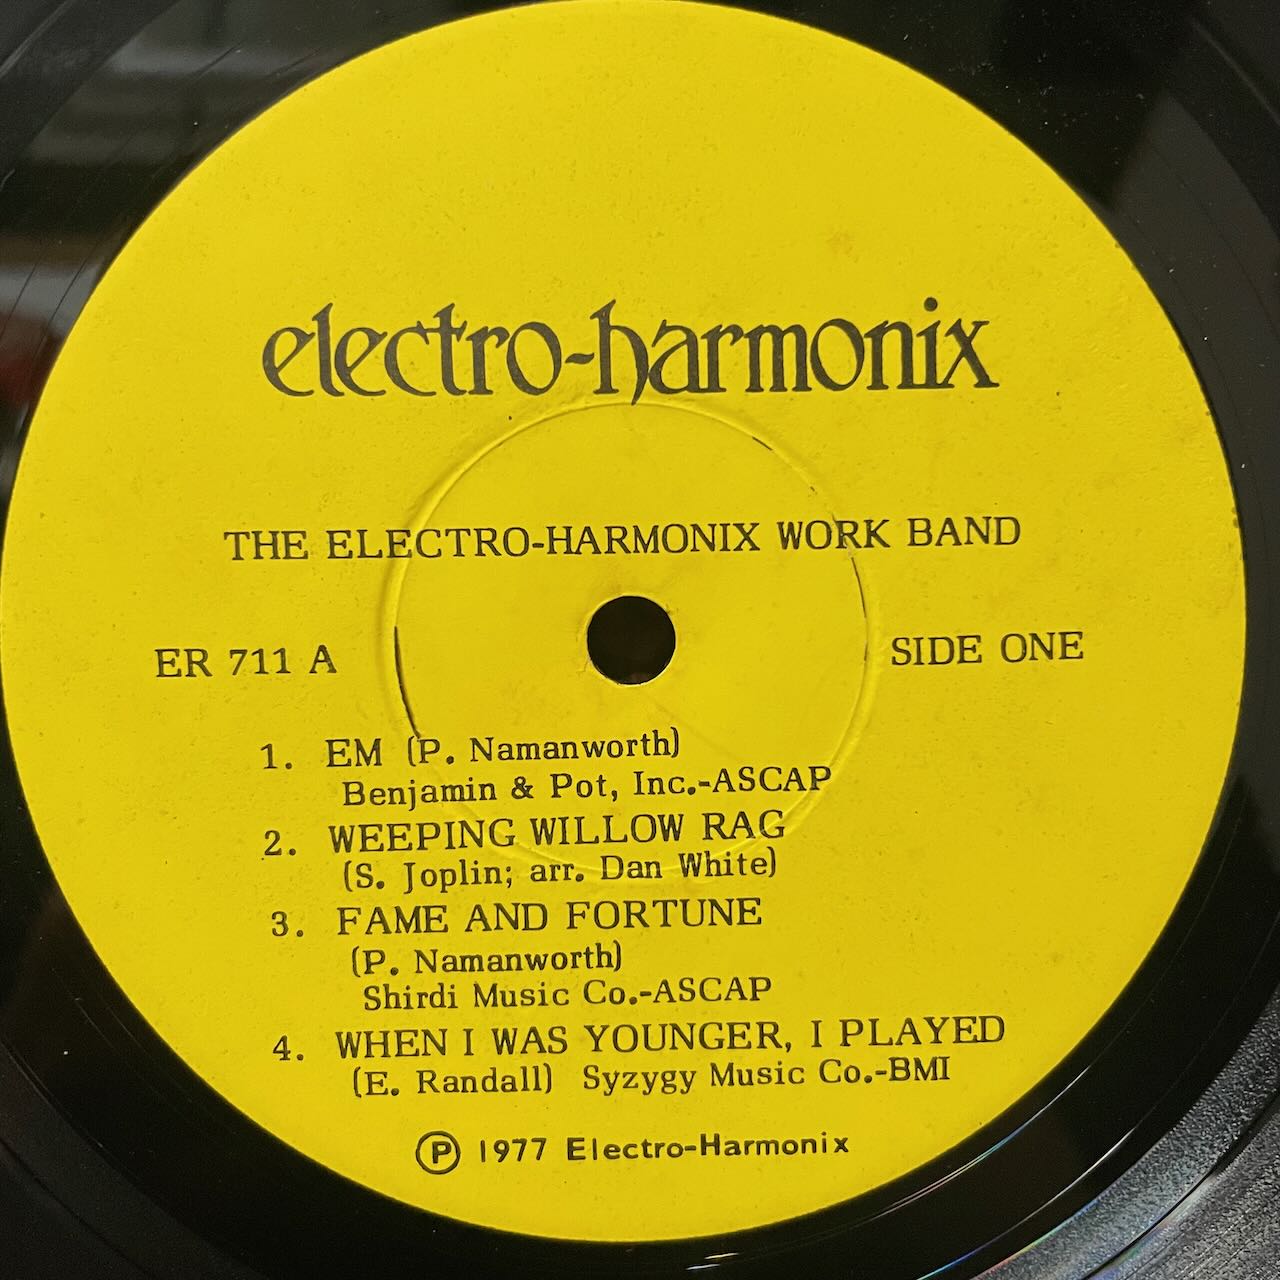 electro-harmonix
THE ELECTRO-HARMONIX WORK BAND
ER 711 A
SIDE ONE
1. EM (P. Namanworth)
Benjamin & Pot, Inc.-ASCAP
2. WEEPING WILLOW RAG
(S. Joplin; arr. Dan White)
3. FAME AND FORTUNE
(P. Namanworth)
Shirdi Music Co.-ASCAP
4. WHEN I WAS YOUNGER, I PLAYED
(E. Randall) Syzygy Music Co.-BMI
Ⓟ 1977 Electro-Harmonix